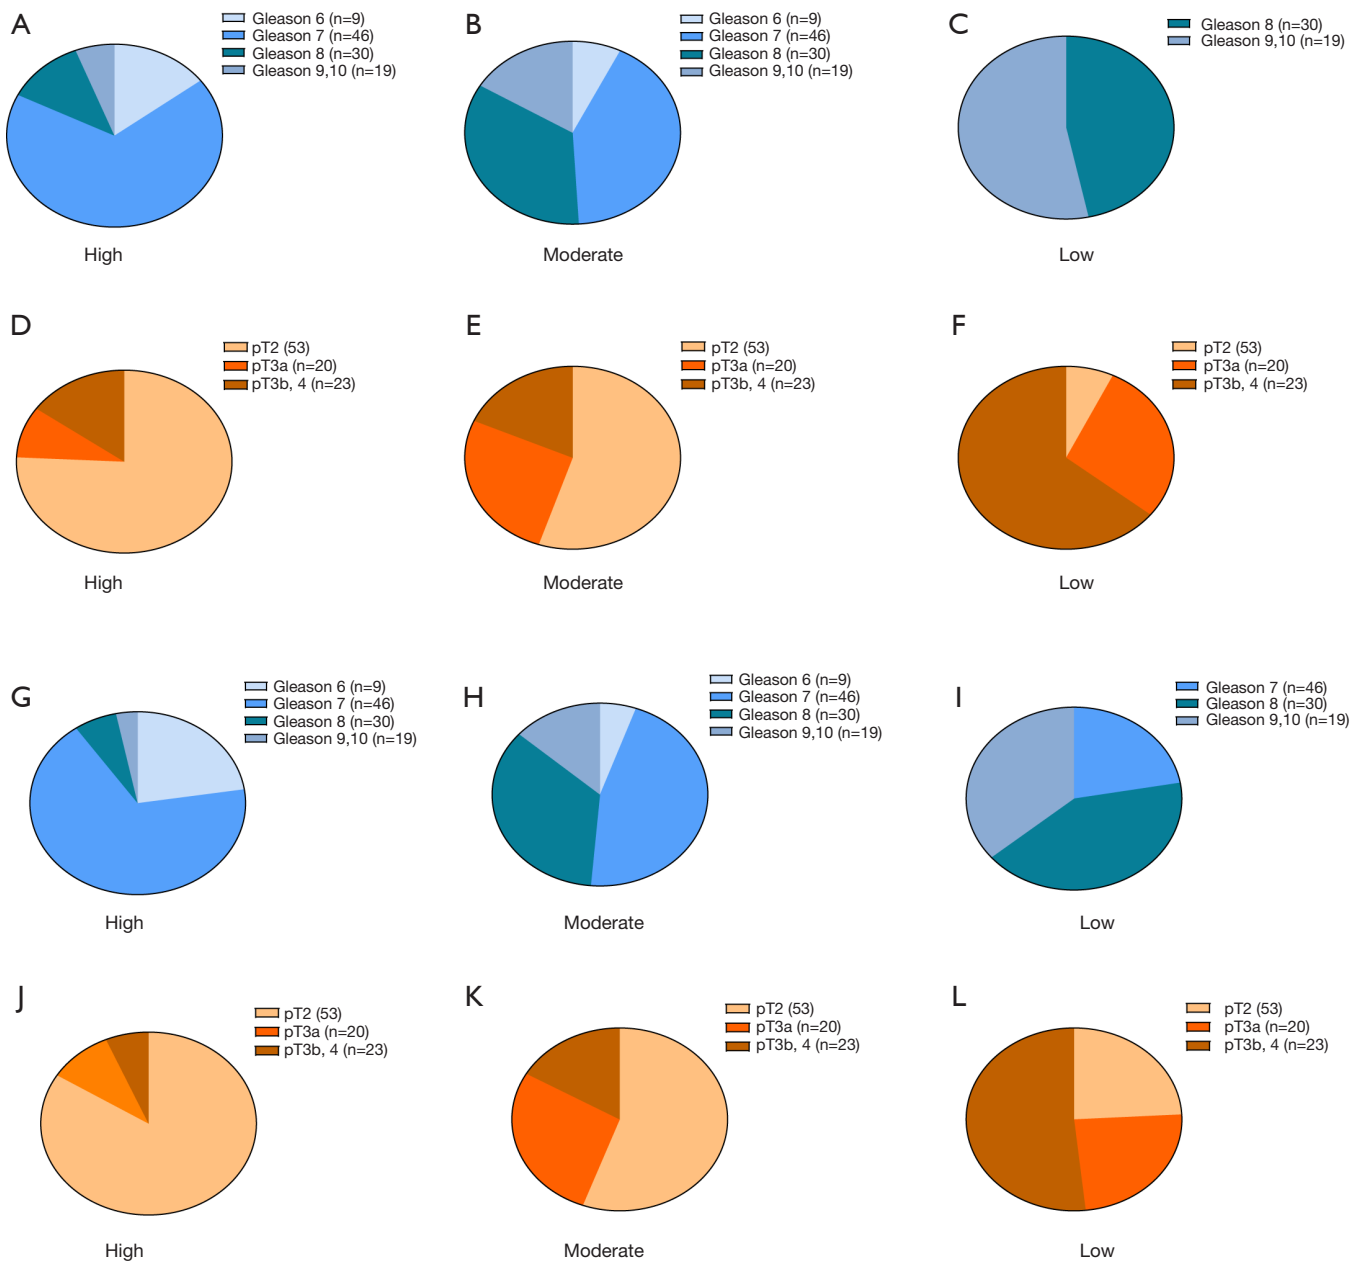 A
Gleason 6 (n=9)
Gleason 7 (n=46)
Gleason 8 (n=30)
Gleason 9,10 (n=19)
High
B
Gleason 6 (n=9)
Gleason 7 (n=46)
Gleason 8 (n=30)
Gleason 9,10 (n=19)
Moderate
C
Gleason 8 (n=30)
Gleason 9,10 (n=19)
Low
D
pT2 (53)
pT3a (n=20)
pT3b, 4 (n=23)
High
E
pT2 (53)
pT3a (n=20)
pT3b, 4 (n=23)
Moderate
F
pT2 (53)
pT3a (n=20)
pT3b, 4 (n=23)
Low
G
Gleason 6 (n=9)
Gleason 7 (n=46)
Gleason 8 (n=30)
Gleason 9,10 (n=19)
High
H
Gleason 6 (n=9)
Gleason 7 (n=46)
Gleason 8 (n=30)
Gleason 9,10 (n=19)
Moderate
I
Gleason 7 (n=46)
Gleason 8 (n=30)
Gleason 9,10 (n=19)
Low
J
pT2 (53)
pT3a (n=20)
pT3b, 4 (n=23)
High
K
pT2 (53)
pT3a (n=20)
pT3b, 4 (n=23)
Moderate
L
pT2 (53)
pT3a (n=20)
pT3b, 4 (n=23)
Low